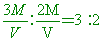 3M/V : 2M/V = 3 : 2